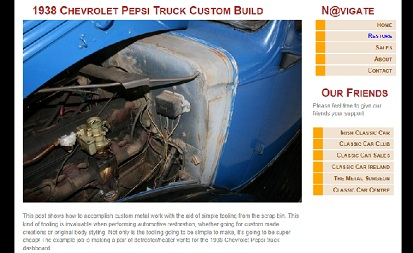 1938 Chevrolet Pepsi Truck Custom Build
This post shows how to accomplish custom metal work with the aid of simple tooling from the scrap bin. This
kind of tooling is invaluable when performing automotive restoration, whether going for custom made
creations or original body styling. Not only is the tooling going to be simple to make, it's going to be super
cheap! The example job is making a pair of defroster/heater vents for the 1938 Chevrolet Pepsi truck
dashboard.
N@vigate
Home
Restore
Sales
About
Contact
Our Friends
Please feel free to give our
friends your support!
Irish Classic Car
Classic Car Club
Classic Car Sales
Classic Car Ireland
The Metal Surgeon
Classic Car Centre